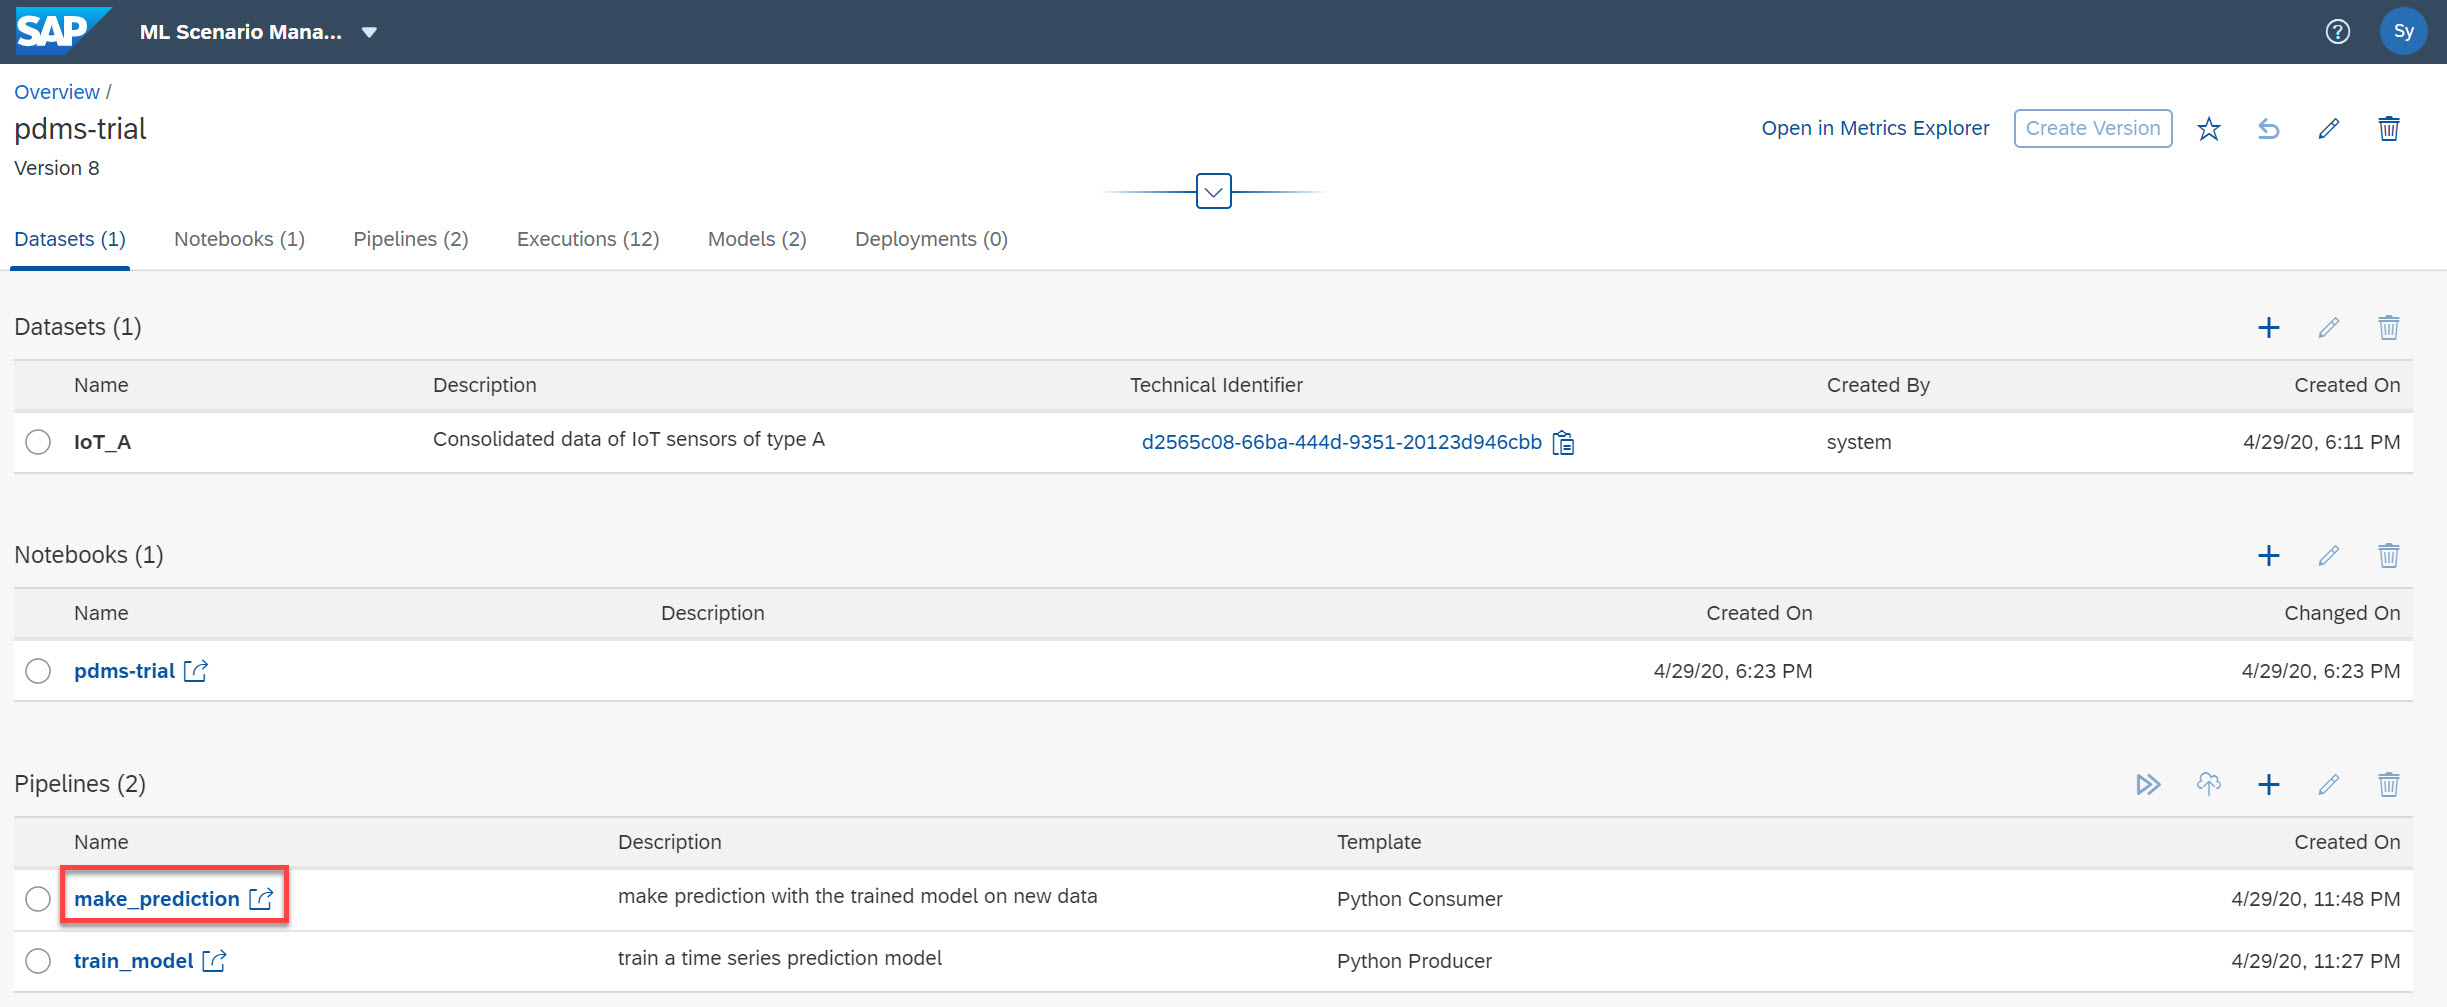 SAP ML Scenario Mana... Sy
Overview /
pdms-trial
Open in Metrics Explorer Create Version
Version 8
Datasets (1) Notebooks (1) Pipelines (2) Executions (12) Models (2) Deployments (0)
Datasets (1)
Name Description Technical Identifier Created By Created On
IoT_A Consolidated data of IoT sensors of type A d2565c08-66ba-444d-9351-20123d946cbb system 4/29/20, 6:11 PM
Notebooks (1)
Name Description Created On Changed On
pdms-trial 4/29/20, 6:23 PM 4/29/20, 6:23 PM
Pipelines (2)
Name Description Template Created On
make_prediction make prediction with the trained model on new data Python Consumer 4/29/20, 11:48 PM
train_model train a time series prediction model Python Producer 4/29/20, 11:27 PM